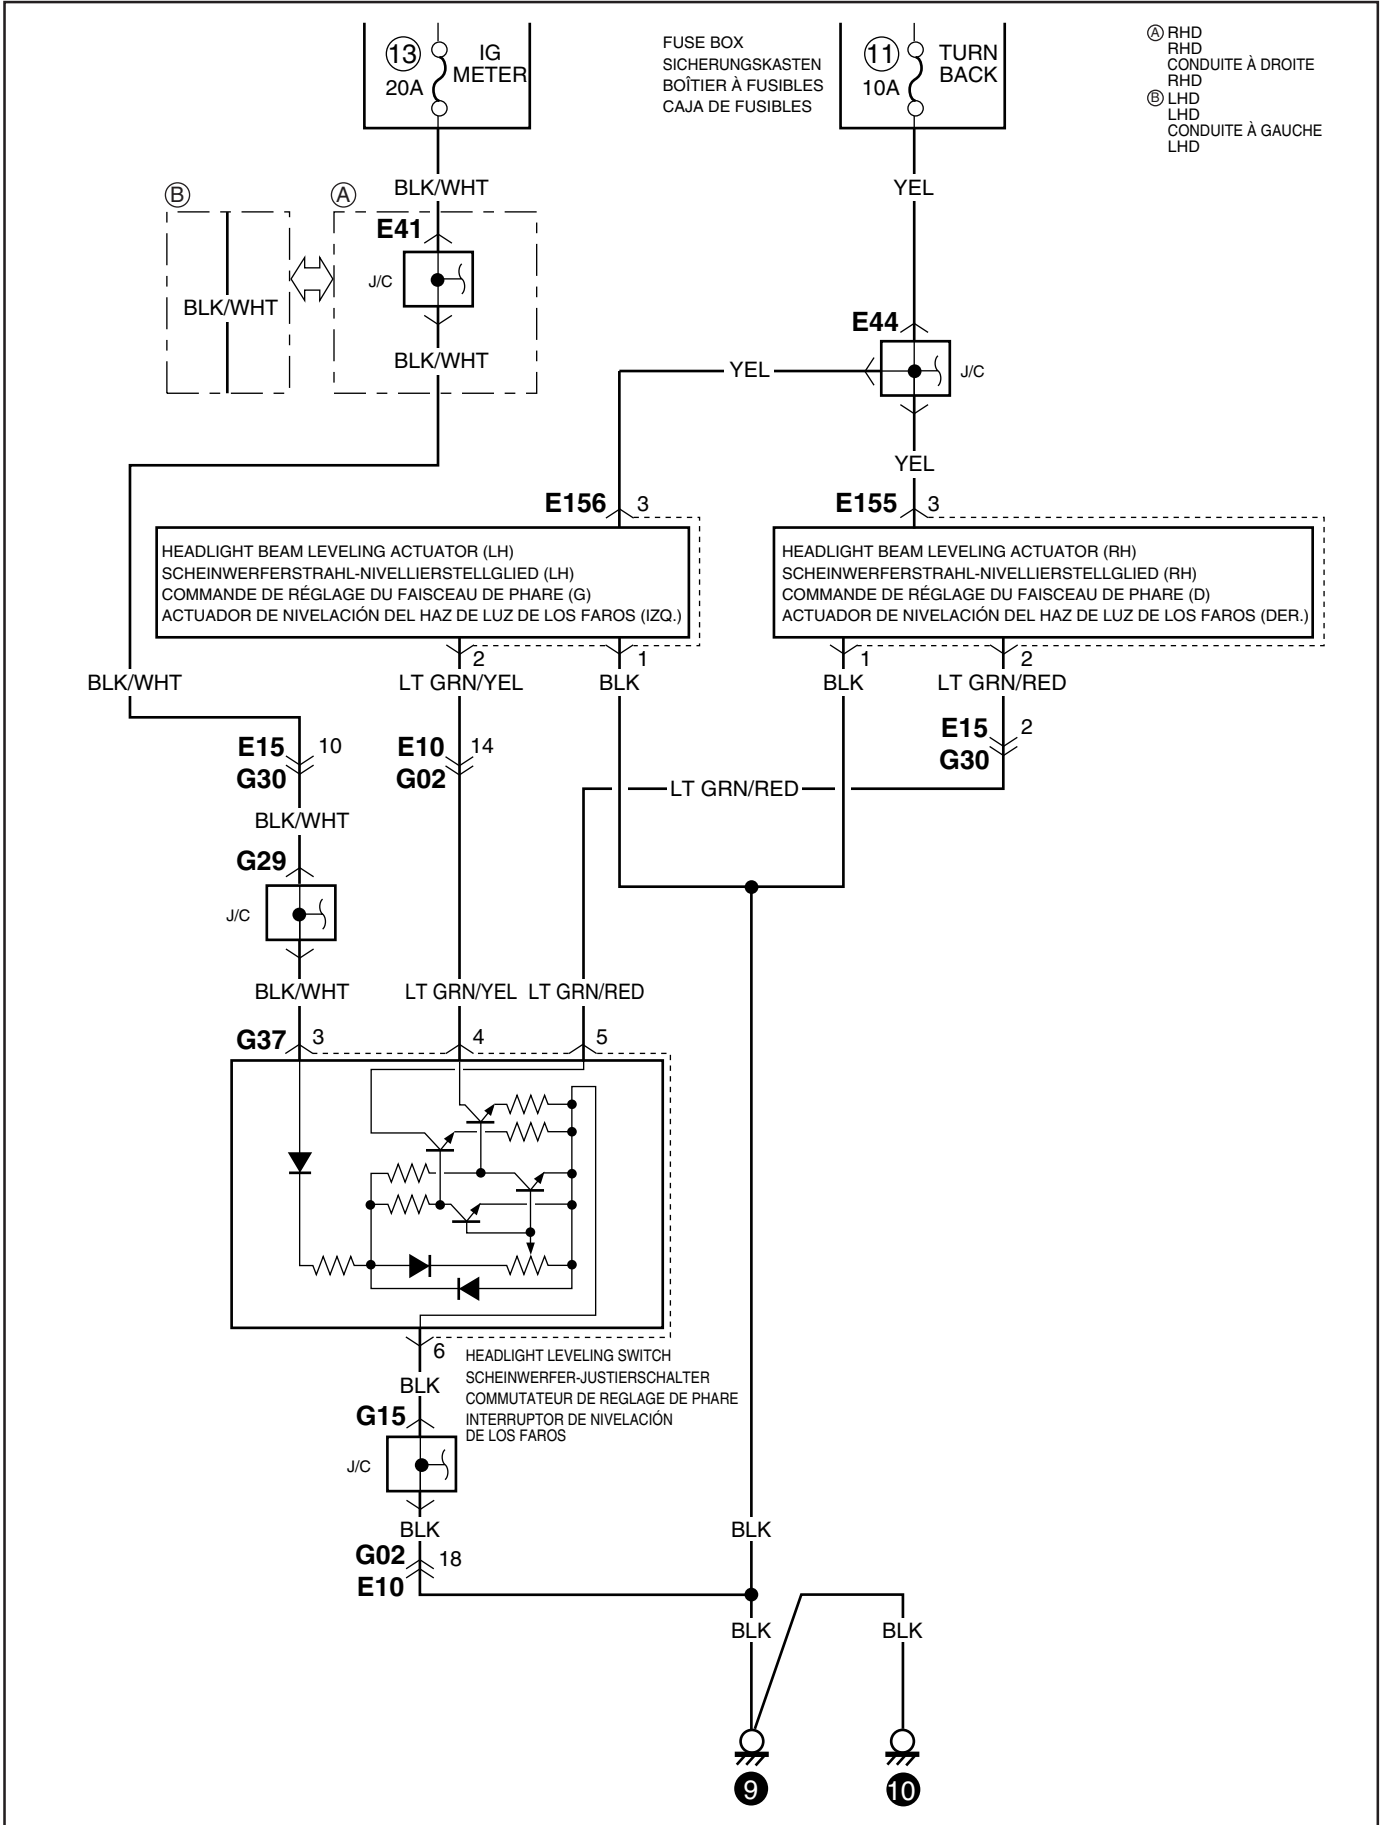 13
20A
IG
METER
FUSE BOX
SICHERUNGSKASTEN
BOÎTIER À FUSIBLES
CAJA DE FUSIBLES
11
10A
TURN
BACK
A RHD
RHD
CONDUITE À DROITE
RHD
B LHD
LHD
CONDUITE À GAUCHE
LHD
BLK/WHT
YEL
B
A
E41
J/C
BLK/WHT
BLK/WHT
E44
YEL
J/C
YEL
E156 3
E155 3
HEADLIGHT BEAM LEVELING ACTUATOR (LH)
SCHEINWERFERSTRAHL-NIVELLIERSTELLGLIED (LH)
COMMANDE DE RÉGLAGE DU FAISCEAU DE PHARE (G)
ACTUADOR DE NIVELACIÓN DEL HAZ DE LUZ DE LOS FAROS (IZQ.)
HEADLIGHT BEAM LEVELING ACTUATOR (RH)
SCHEINWERFERSTRAHL-NIVELLIERSTELLGLIED (RH)
COMMANDE DE RÉGLAGE DU FAISCEAU DE PHARE (D)
ACTUADOR DE NIVELACIÓN DEL HAZ DE LUZ DE LOS FAROS (DER.)
2
1
1
2
BLK/WHT
LT GRN/YEL
BLK
BLK
LT GRN/RED
E15 10
G30
E10 14
G02
E15 2
G30
LT GRN/RED
BLK/WHT
G29
J/C
BLK/WHT
LT GRN/YEL
LT GRN/RED
G37 3
4
5
6
HEADLIGHT LEVELING SWITCH
SCHEINWERFER-JUSTIERSCHALTER
COMMUTATEUR DE REGLAGE DE PHARE
INTERRUPTOR DE NIVELACIÓN
DE LOS FAROS
BLK
G15
J/C
BLK
BLK
G02 18
E10
BLK
BLK
9
10